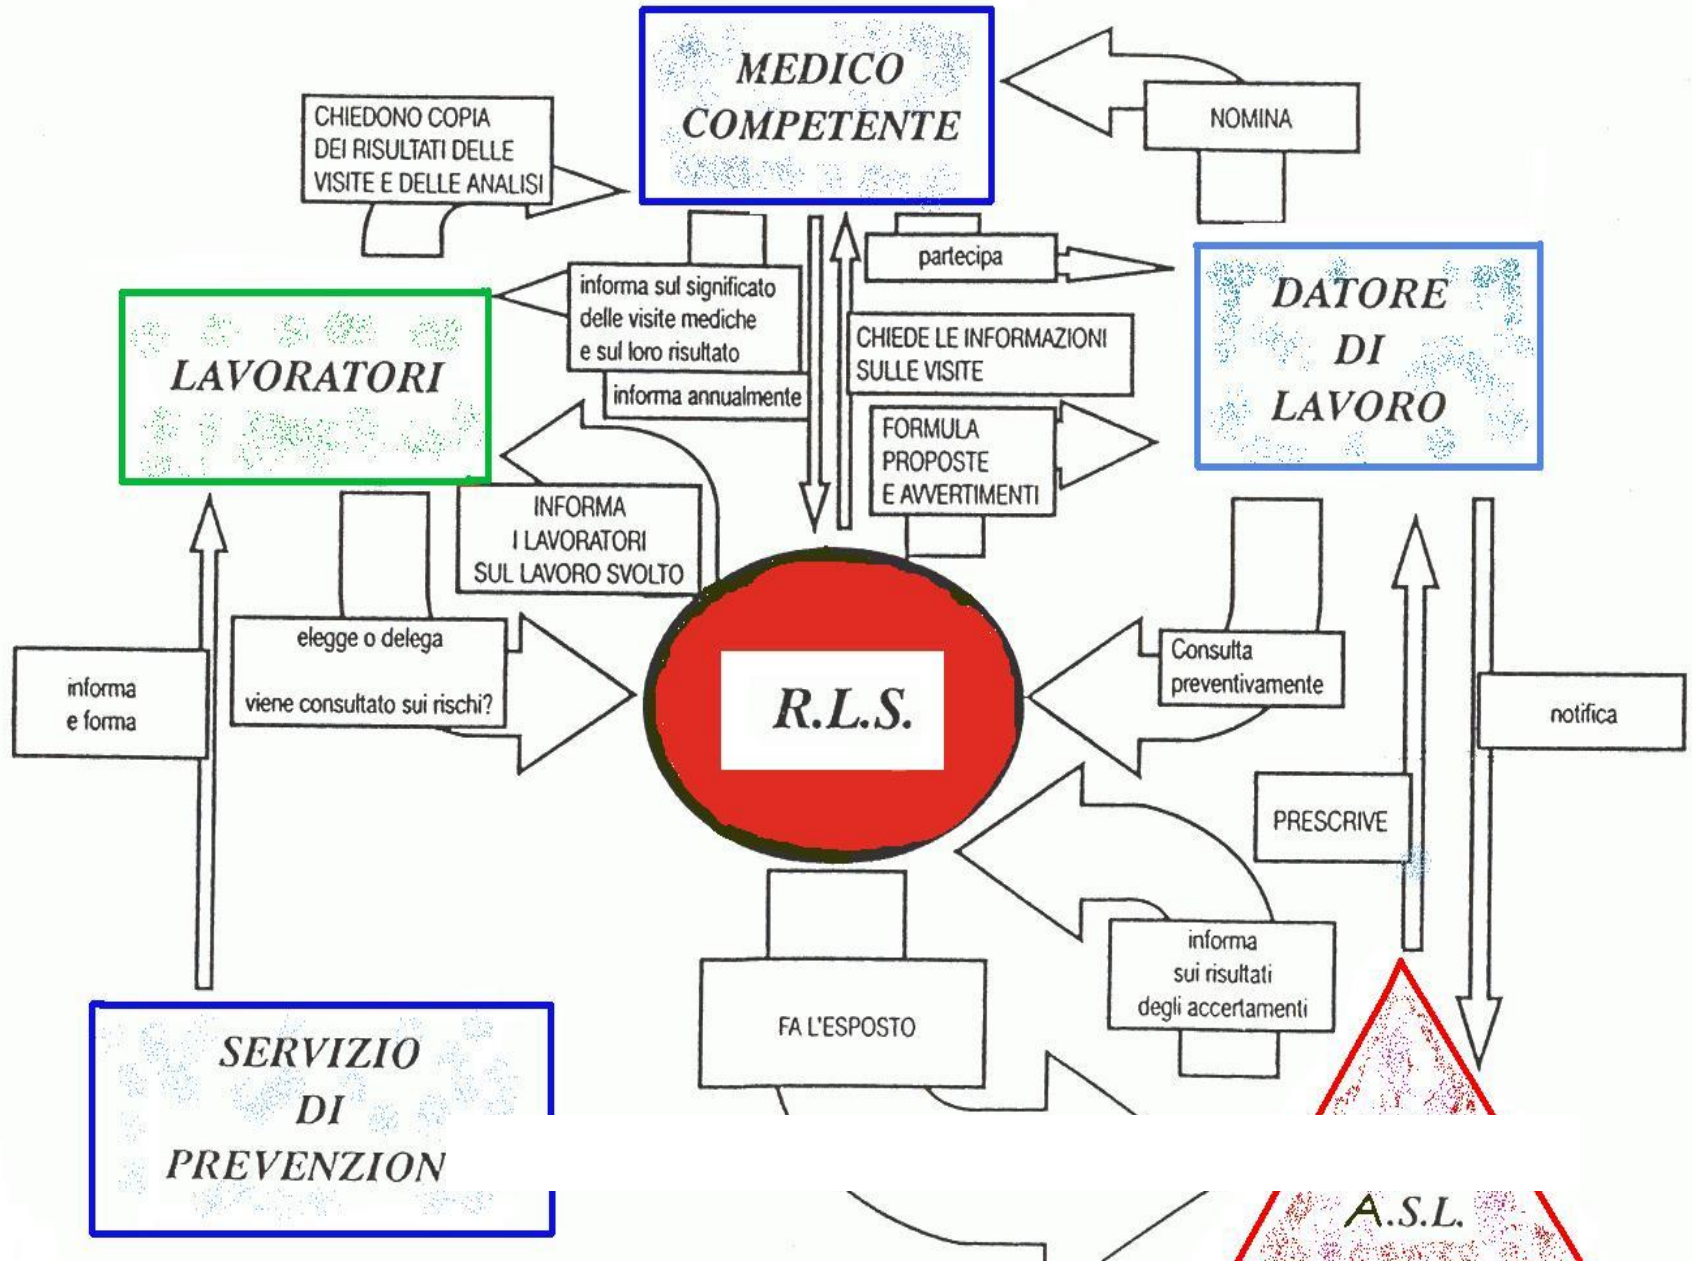 MEDICO
COMPETENTE
NOMINA
CHIEDONO COPIA
DEI RISULTATI DELLE
VISITE E DELLE ANALISI
partecipa
informa sul significato
delle visite mediche
e sul loro risultato
informa annualmente
CHIEDE LE INFORMAZIONI
SULLE VISITE
DATORE
DI
LAVORO
LAVORATORI
FORMULA
PROPOSTE
E AVVERTIMENTI
INFORMA
I LAVORATORI
SUL LAVORO SVOLTO
elegge o delega
viene consultato sui rischi?
informa
e forma
R.L.S.
Consulta
preventivamente
notifica
PRESCRIVE
informa
sui risultati
degli accertamenti
FA L'ESPOSTO
SERVIZIO
DI
PREVENZION
A.S.L.